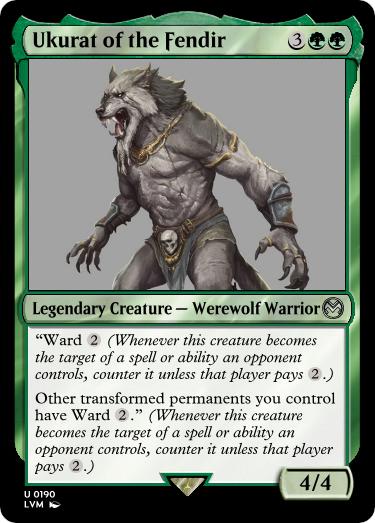 Ukurat of the Fendir 3
Legendary Creature — Werewolf Warrior
“Ward 2 (Whenever this creature becomes
the target of a spell or ability an opponent
controls, counter it unless that player pays 2.)
Other transformed permanents you control
have Ward 2.” (Whenever this creature
becomes the target of a spell or ability an
opponent controls, counter it unless that player
pays 2.)
4/4
U 0190
LVM